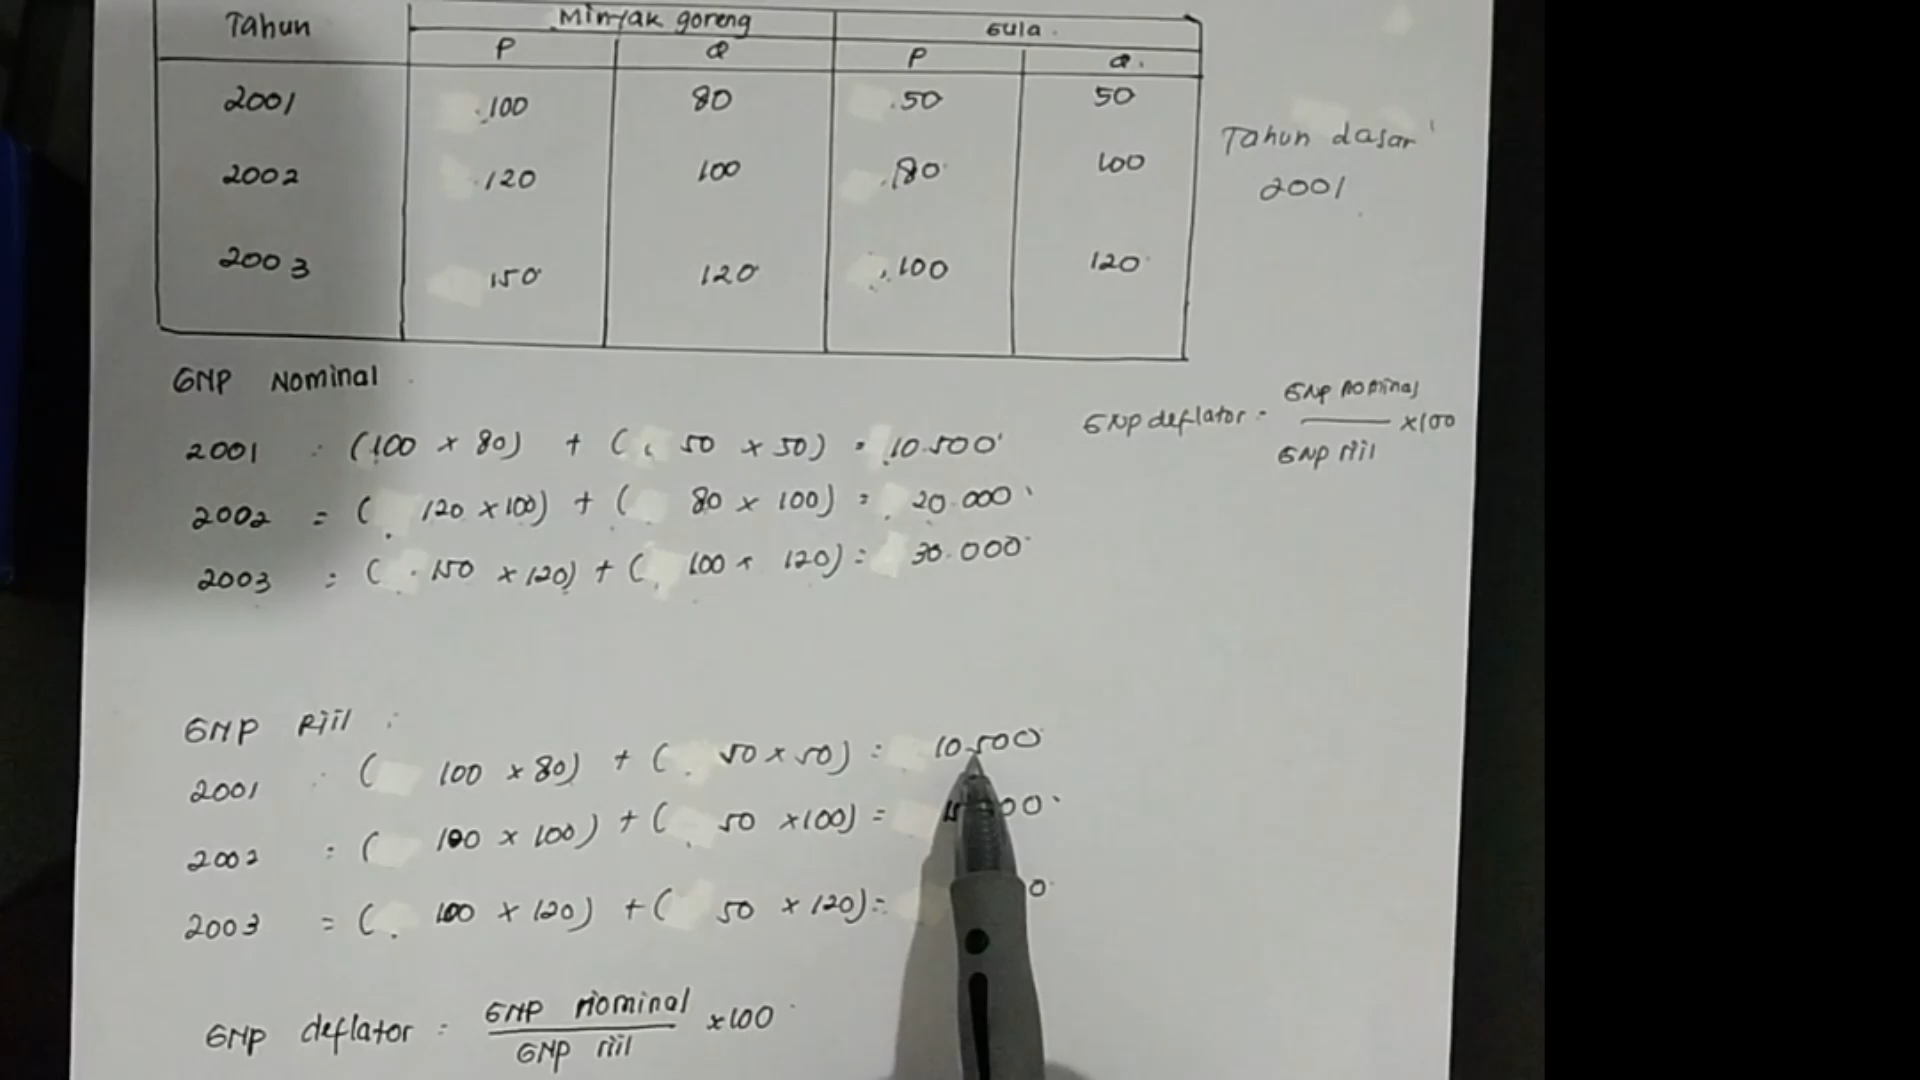 Tahun Minyak goreng Gula.
P Q P Q.
2001 100 80 50 50
2002 120 100 80 100
2003 150 120 100 120
Tahun dasar
2001
GNP Nominal
2001 : (100 x 80) + (50 x 50) = 10.500
2002 = (120 x 100) + (80 x 100) = 20.000
2003 = (150 x 120) + (100 x 120) = 30.000
GNP deflator = GNP nominal / GNP riil x100
GNP Riil :
2001 : (100 x 80) + (50 x 50) = 10.500
2002 = (100 x 100) + (50 x 100) =
2003 = (100 x 120) + (50 x 120) =
GNP deflator = GNP nominal / GNP riil x100